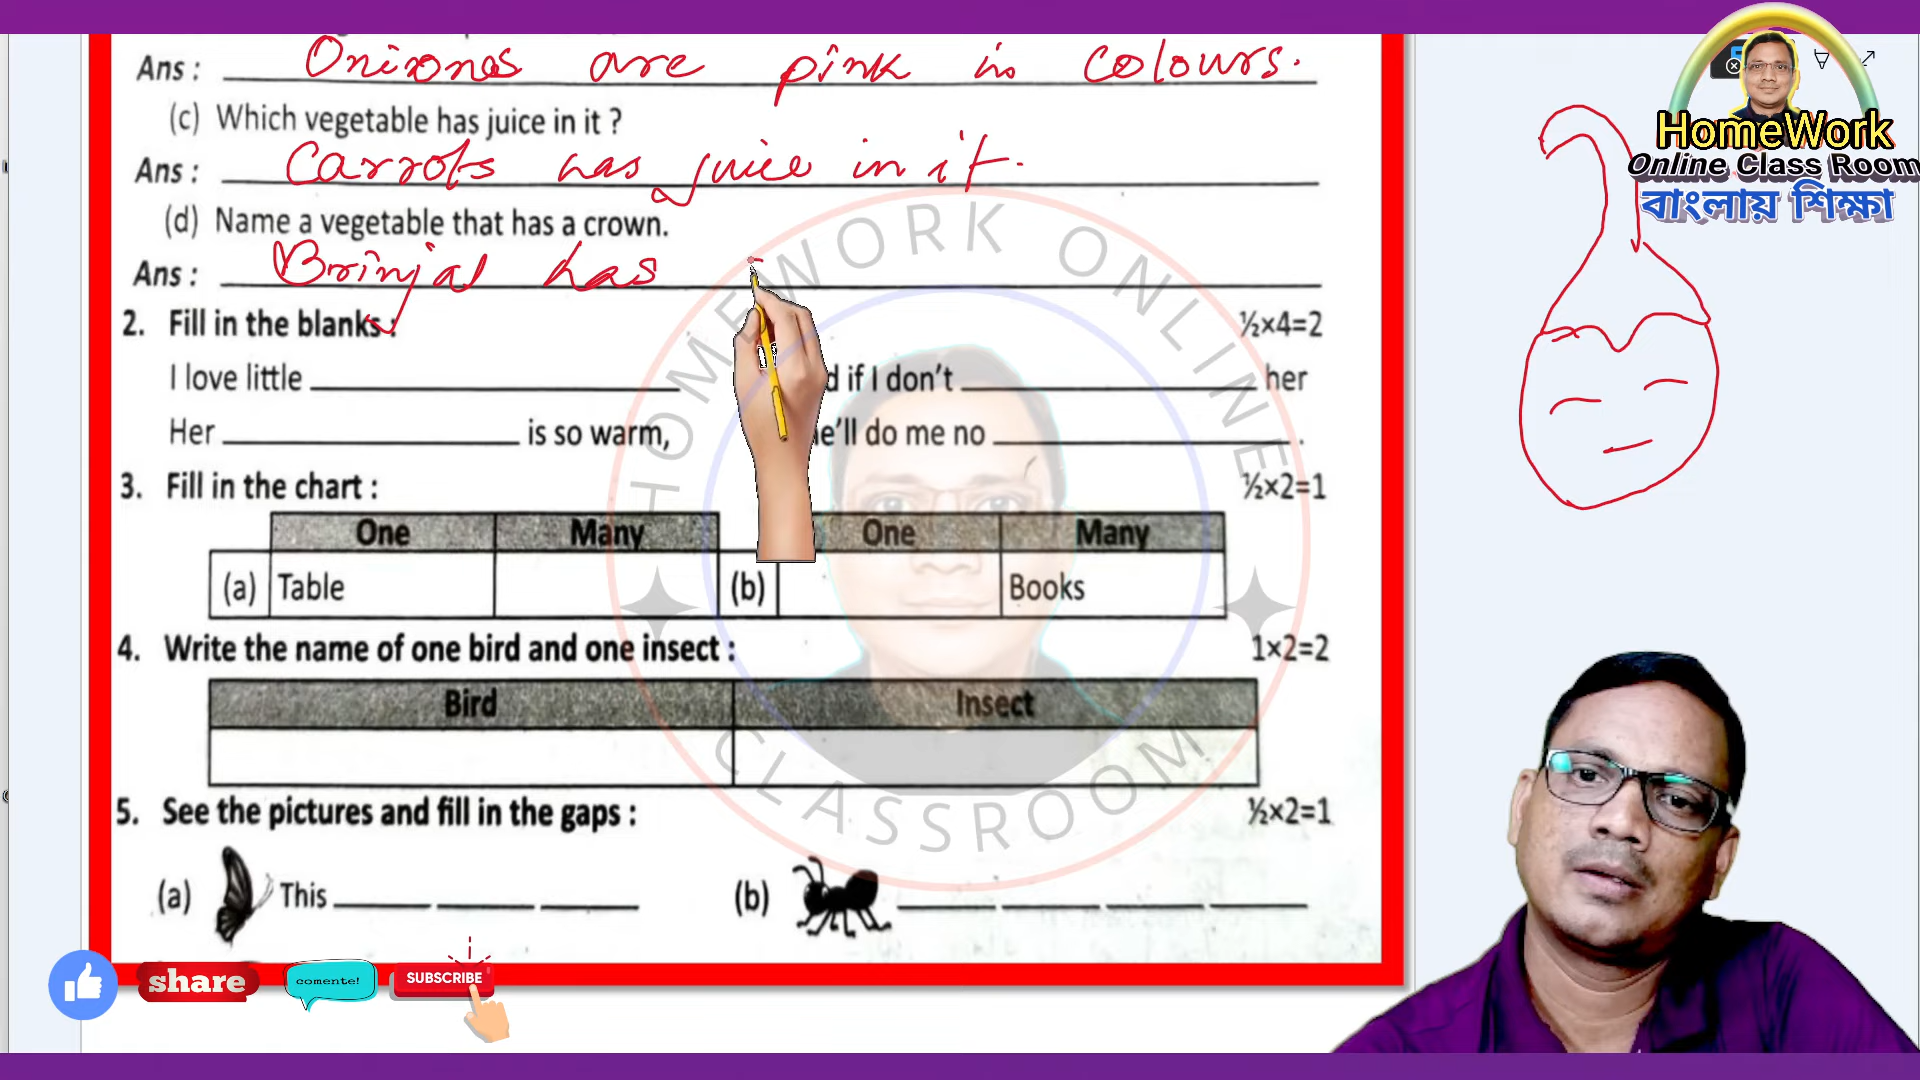 Ans : Onions are pink in colours.
(c) Which vegetable has juice in it ?
Ans : Carrots has juice in it.
(d) Name a vegetable that has a crown.
Ans : Brinjal has
2. Fill in the blanks : ½×4=2
I love little d if I don't her
Her is so warm, e'll do me no .
3. Fill in the chart : ½×2=1
One Many One Many
(a) Table (b) Books
4. Write the name of one bird and one insect : 1×2=2
Bird Insect
5. See the pictures and fill in the gaps : ½×2=1
(a) This (b)
HOMEWORK ONLINE
CLASSROOM
HomeWork
Online Class Room
বাংলায় শিক্ষা
share
comente!
SUBSCRIBE